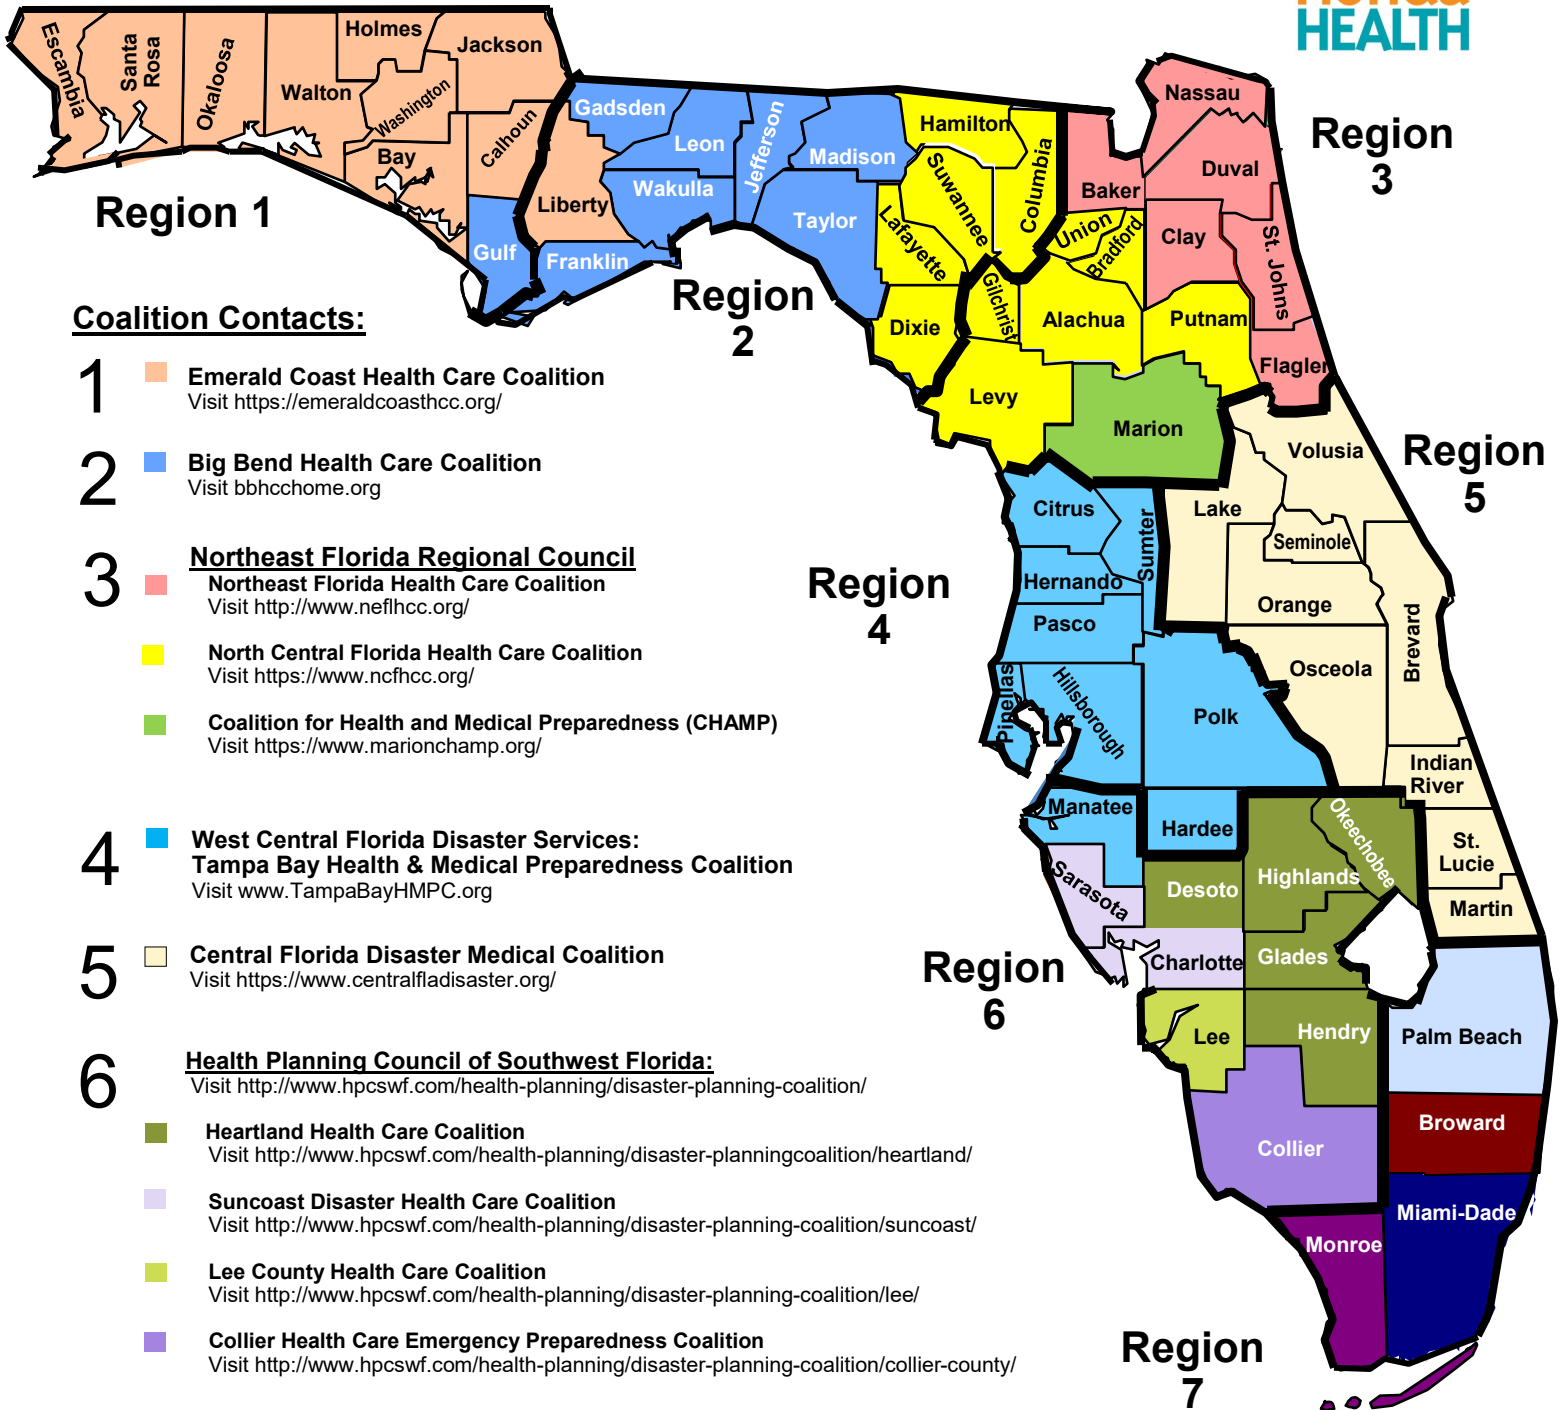 HEALTH
Holmes
Jackson
Escambia
Santa
Rosa
Okaloosa
Walton
Washington
Calhoun
Bay
Gadsden
Leon
Jefferson
Madison
Hamilton
Columbia
Nassau
Region
3
Duval
Baker
Wakulla
Suwannee
Liberty
Taylor
Lafayette
Union
Bradford
Clay
St. Johns
Region 1
Gulf
Franklin
Region
2
Gilchrist
Dixie
Alachua
Putnam
Flagler
Levy
Marion
Volusia
Region
5
Citrus
Sumter
Lake
Seminole
Hernando
Orange
Region
4
Pasco
Brevard
Osceola
Pinellas
Hillsborough
Polk
Indian
River
Manatee
Hardee
Okeechobee
St.
Lucie
Sarasota
Desoto
Highlands
Martin
Region
6
Charlotte
Glades
Lee
Hendry
Palm Beach
Broward
Collier
Miami-Dade
Monroe
Region
7
Coalition Contacts:
1
Emerald Coast Health Care Coalition
Visit https://emeraldcoasthcc.org/
2
Big Bend Health Care Coalition
Visit bbhcchome.org
3
Northeast Florida Regional Council
Northeast Florida Health Care Coalition
Visit http://www.neflhcc.org/
North Central Florida Health Care Coalition
Visit https://www.ncfhcc.org/
Coalition for Health and Medical Preparedness (CHAMP)
Visit https://www.marionchamp.org/
4
West Central Florida Disaster Services:
Tampa Bay Health & Medical Preparedness Coalition
Visit www.TampaBayHMPC.org
5
Central Florida Disaster Medical Coalition
Visit https://www.centralfladisaster.org/
6
Health Planning Council of Southwest Florida:
Visit http://www.hpcswf.com/health-planning/disaster-planning-coalition/
Heartland Health Care Coalition
Visit http://www.hpcswf.com/health-planning/disaster-planningcoalition/heartland/
Suncoast Disaster Health Care Coalition
Visit http://www.hpcswf.com/health-planning/disaster-planning-coalition/suncoast/
Lee County Health Care Coalition
Visit http://www.hpcswf.com/health-planning/disaster-planning-coalition/lee/
Collier Health Care Emergency Preparedness Coalition
Visit http://www.hpcswf.com/health-planning/disaster-planning-coalition/collier-county/